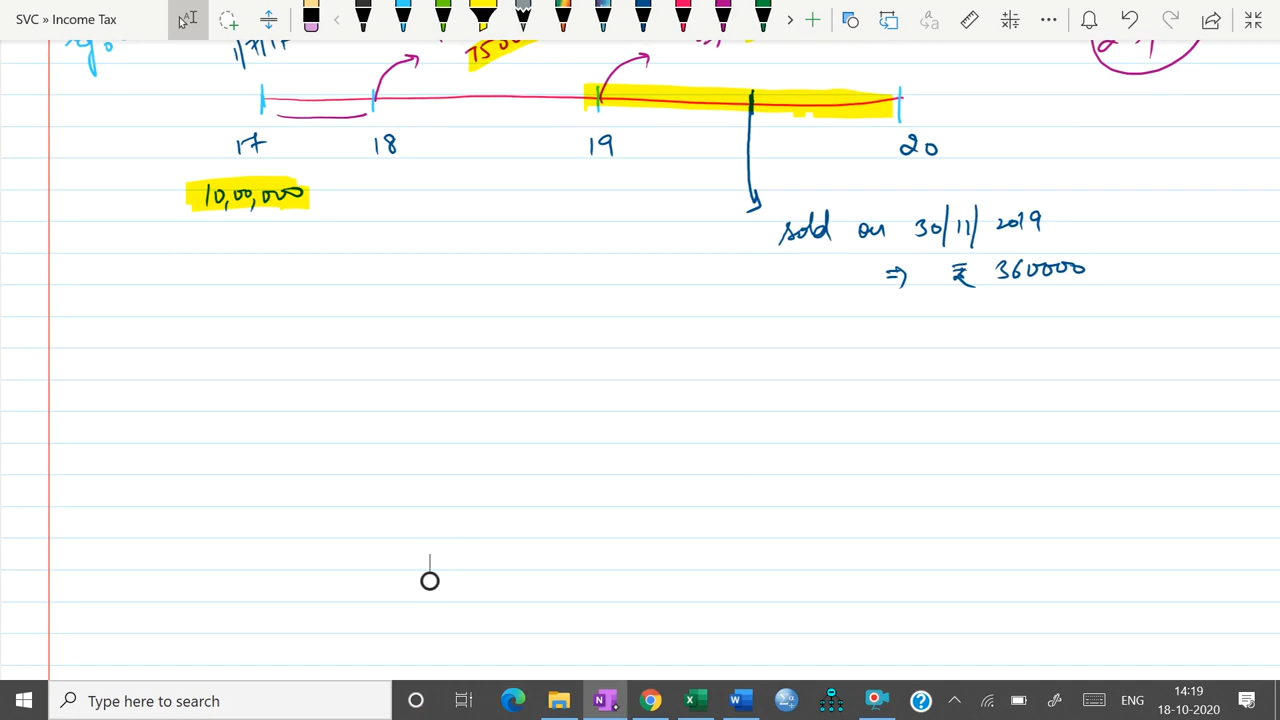 SVC » Income Tax
17 18 19 20
10,00,000
sold on 30/11/2019
⇒ ₹ 360000
Type here to search
ENG
14:19
18-10-2020